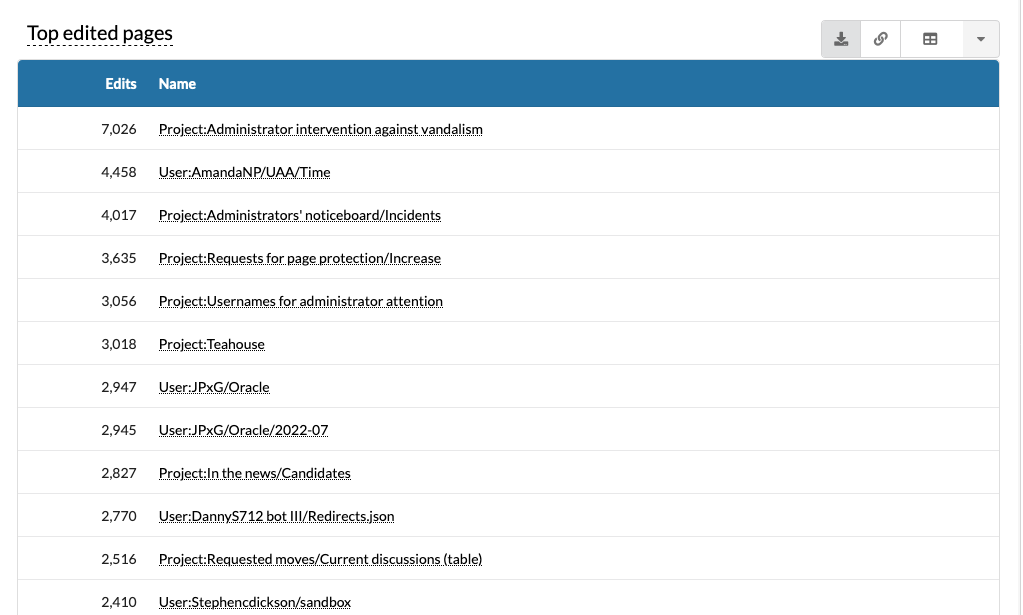 Top edited pages
Edits Name
7,026 Project:Administrator intervention against vandalism
4,458 User:AmandaNP/UAA/Time
4,017 Project:Administrators' noticeboard/Incidents
3,635 Project:Requests for page protection/Increase
3,056 Project:Usernames for administrator attention
3,018 Project:Teahouse
2,947 User:JPxG/Oracle
2,945 User:JPxG/Oracle/2022-07
2,827 Project:In the news/Candidates
2,770 User:DannyS712 bot III/Redirects.json
2,516 Project:Requested moves/Current discussions (table)
2,410 User:Stephencdickson/sandbox